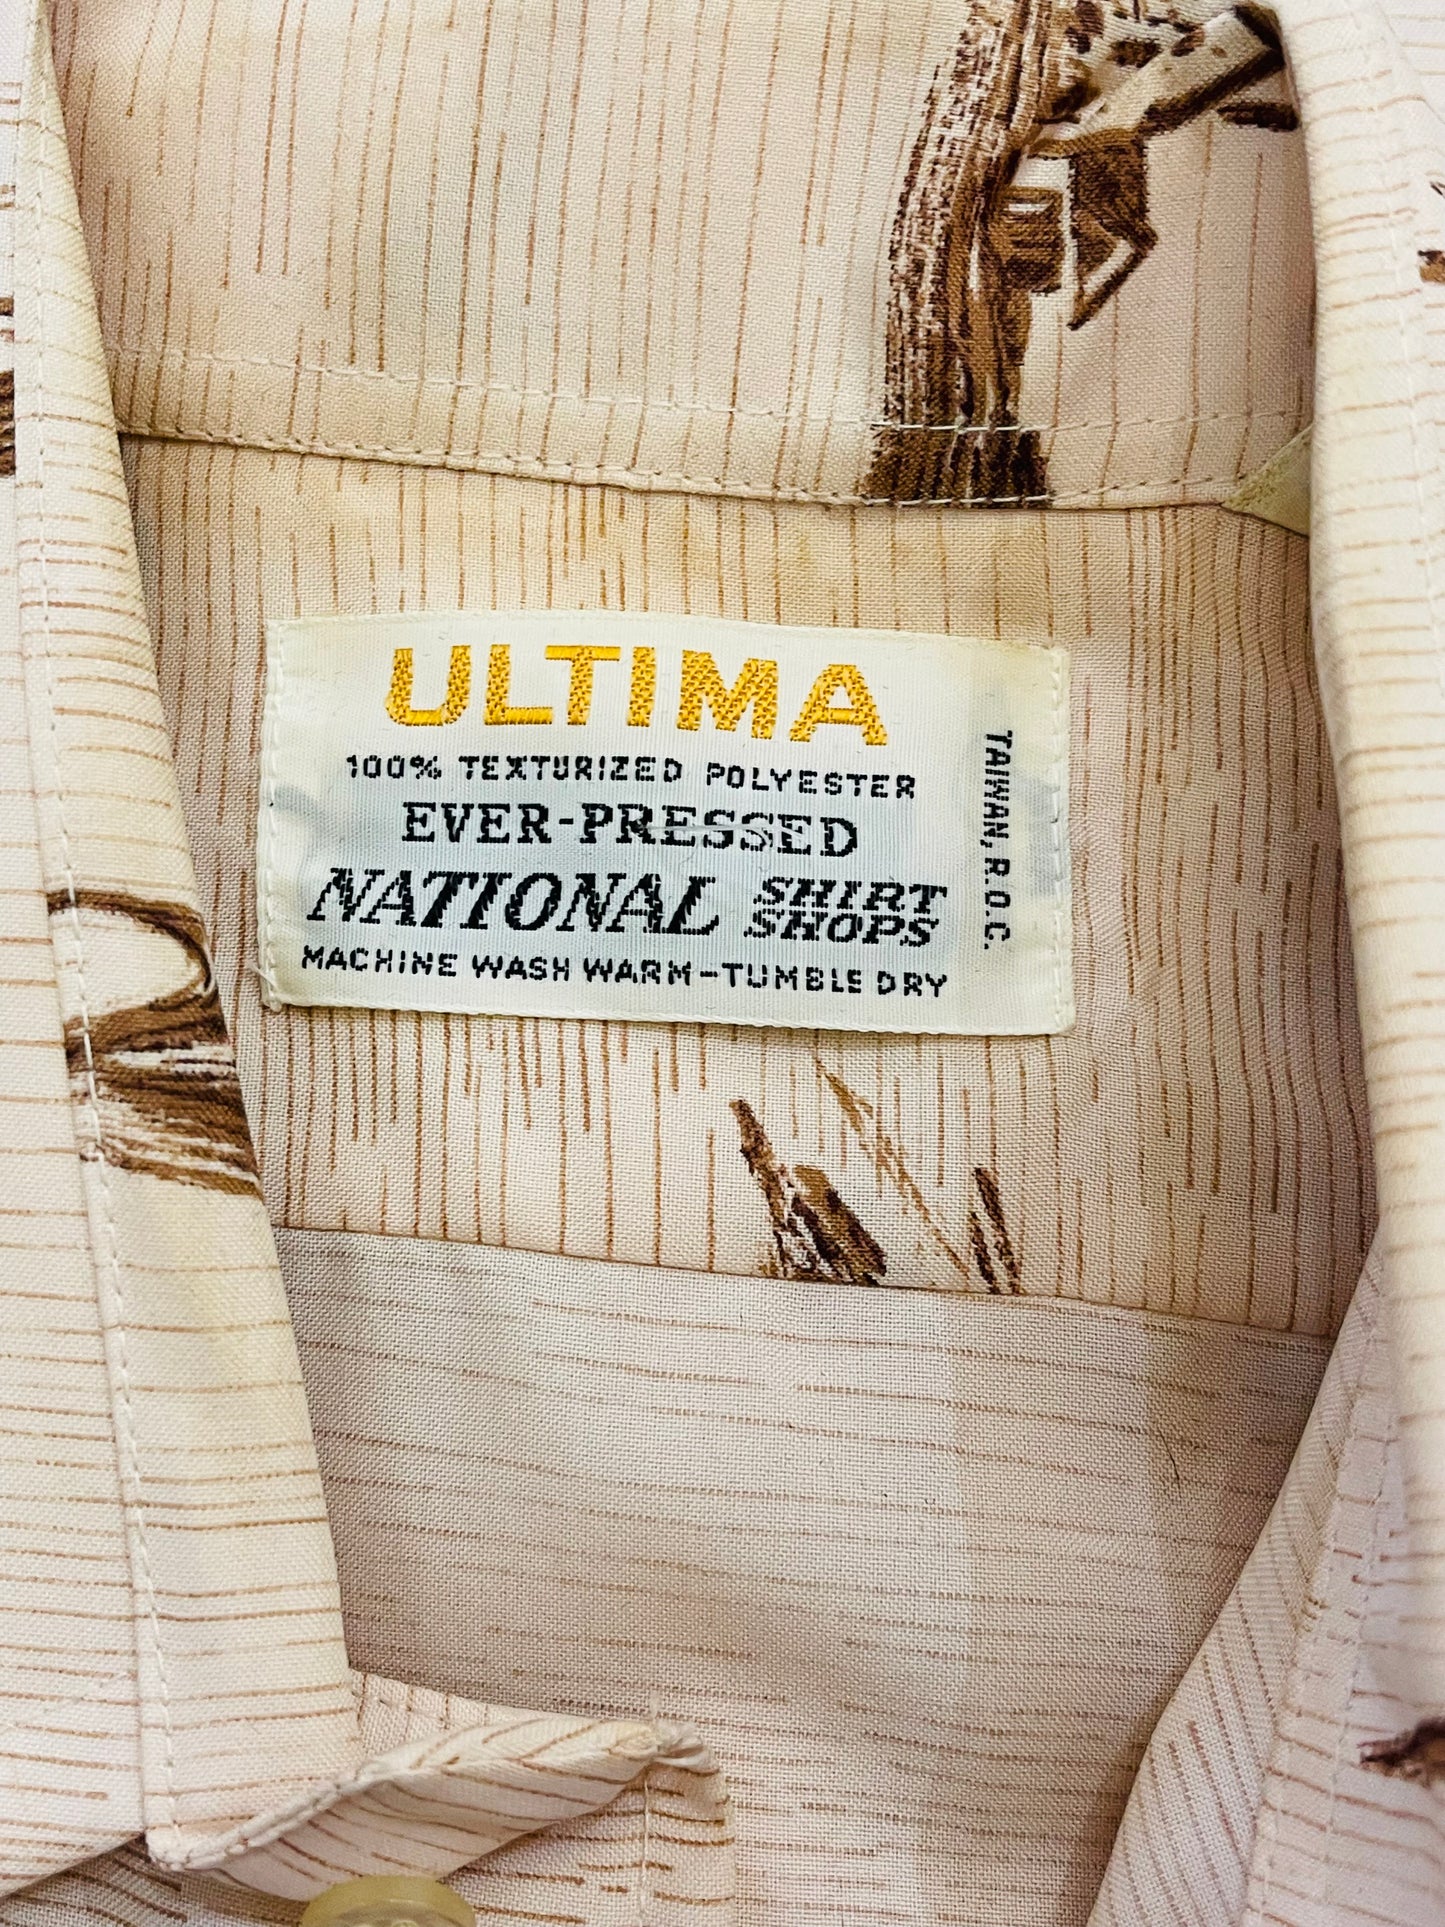 ULTIMA
100% TEXTURIZED POLYESTER
EVER-PRESSED
NATIONAL SHIRT SHOPS
MACHINE WASH WARM-TUMBLE DRY
TAIWAN, R.O.C.